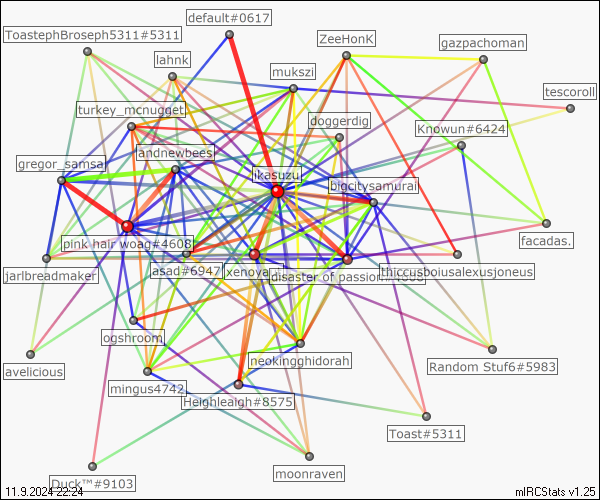 default#0617
ToastephBroseph5311#5311
ZeeHonK
gazpachoman
lahnk
mukszi
tescoroll
turkey_mcnugget
doggerdig
Knowun#6424
andnewbees
gregor_samsa
ikasuzu
bigcitysamurai
facadas.
pink hair woag#4608
jarlbreadmaker
asad#6947
disaster of passion#4608
thiccusboiusalexusjoneus
ogshroom
neokingghidorah
avelicious
Random Stuf6#5983
mingus4742
Heighleaigh#8575
Toast#5311
moonraven
Duck™#9103
11.9.2024 22:24
mIRCStats v1.25